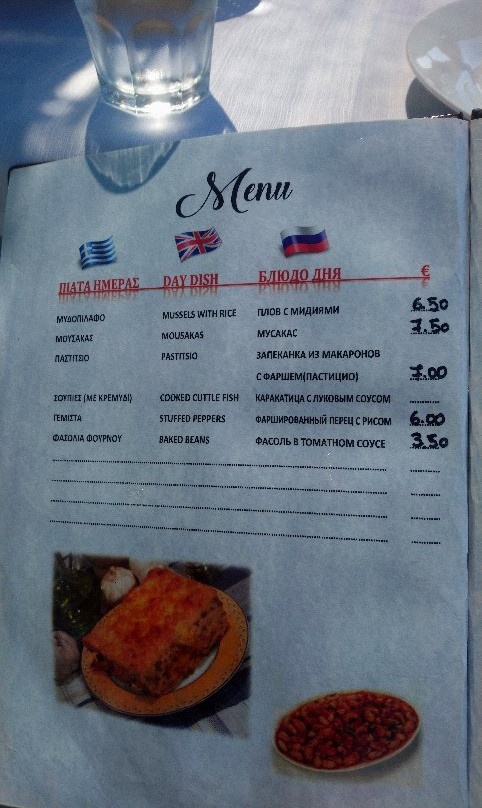 Menu
ΠΙΑΤΑ ΗΜΕΡΑΣ DAY DISH БЛЮДО ДНЯ €
ΜΥΔΟΠΙΛΑΦΟ MUSSELS WITH RICE ПЛОВ С МИДИЯМИ 6.50
ΜΟΥΣΑΚΑΣ MOUSAKAS МУСАКАС 7.50
ΠΑΣΤΙΤΣΙΟ PASTITSIO ЗАПЕКАНКА ИЗ МАКАРОНОВ
С ФАРШЕМ(ПАСТИЦИО) 7.00
ΣΟΥΠΙΕΣ (ΜΕ ΚΡΕΜΥΔΙ) COOKED CUTTLE FISH КАРАКАТИЦА С ЛУКОВЫМ СОУСОМ
ΓΕΜΙΣΤΑ STUFFED PEPPERS ФАРШИРОВАННЫЙ ПЕРЕЦ С РИСОМ 6.00
ΦΑΣΟΛΙΑ ΦΟΥΡΝΟΥ BAKED BEANS ФАСОЛЬ В ТОМАТНОМ СОУСЕ 3.50